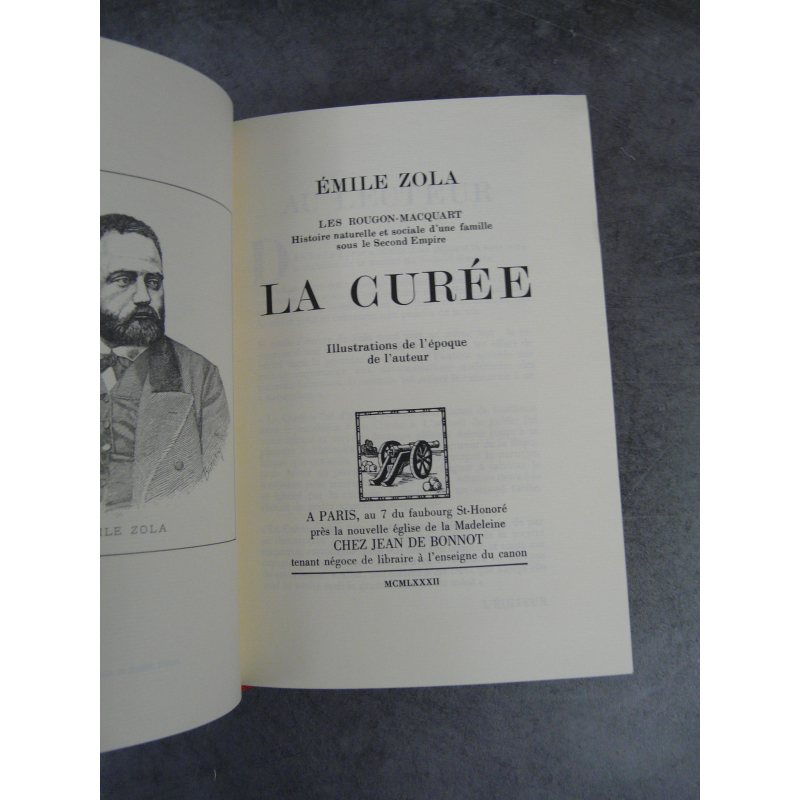 ILE ZOLA
ÉMILE ZOLA
LES ROUGON-MACQUART
Histoire naturelle et sociale d'une famille
sous le Second Empire
LA CURÉE
Illustrations de l'époque
de l'auteur
A PARIS, au 7 du faubourg St-Honoré
près la nouvelle église de la Madeleine
CHEZ JEAN DE BONNOT
tenant négoce de libraire à l'enseigne du canon
MCMLXXXII